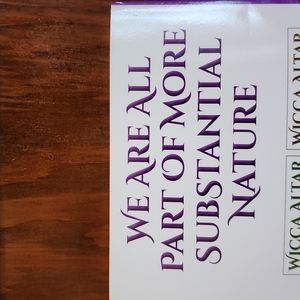 We Are All
Part Of More
Substantial
Nature
Wicca Altar
Wicca Altar